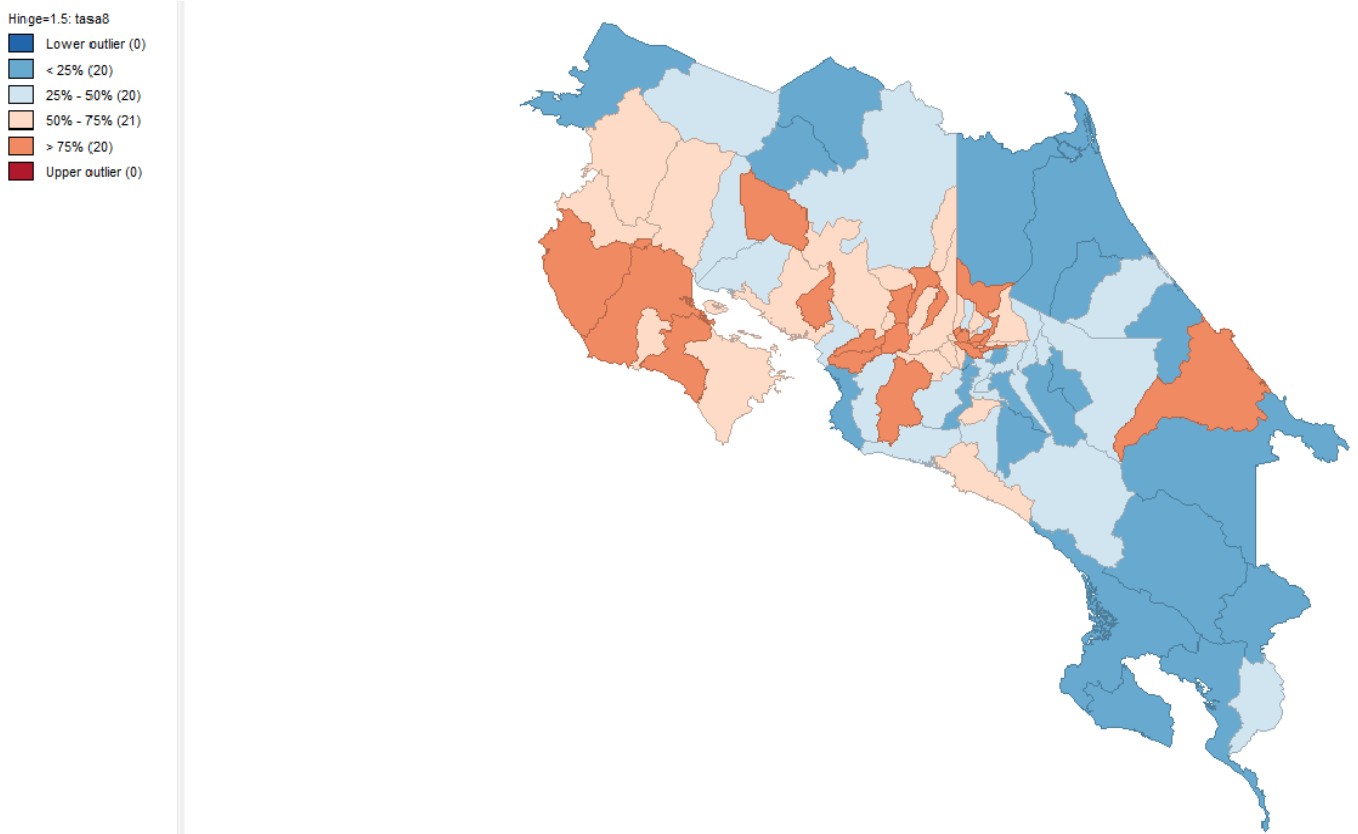 Hinge=1.5: tasa8
Lower outlier (0)
< 25% (20)
25% - 50% (20)
50% - 75% (21)
> 75% (20)
Upper outlier (0)